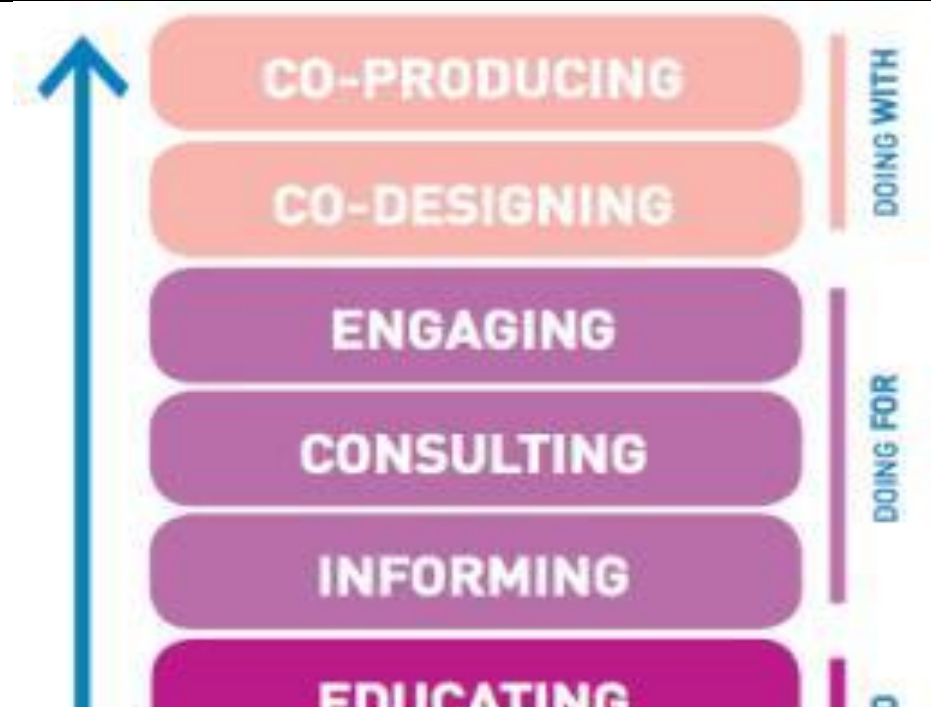 CO-PRODUCING
CO-DESIGNING
DOING WITH
ENGAGING
CONSULTING
INFORMING
DOING FOR
EDUCATING